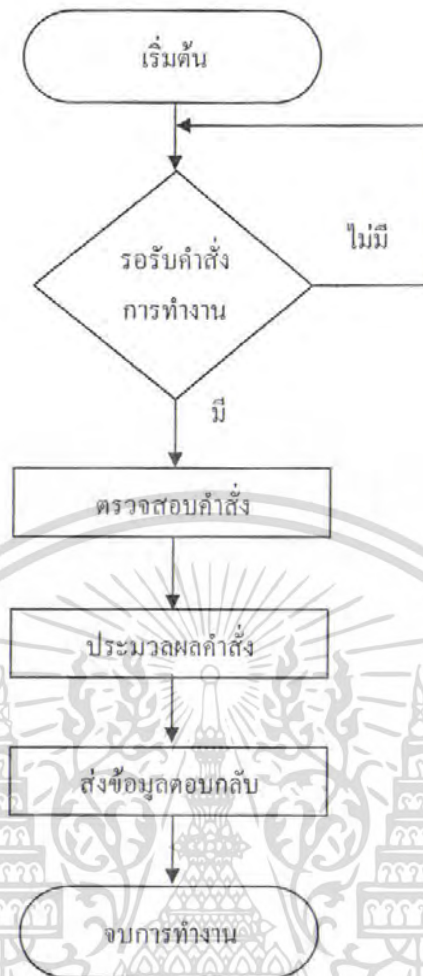 เริ่มต้น
รอรับคำสั่ง
การทำงาน
ไม่มี
มี
ตรวจสอบคำสั่ง
ประมวลผลคำสั่ง
ส่งข้อมูลตอบกลับ
จบการทำงาน